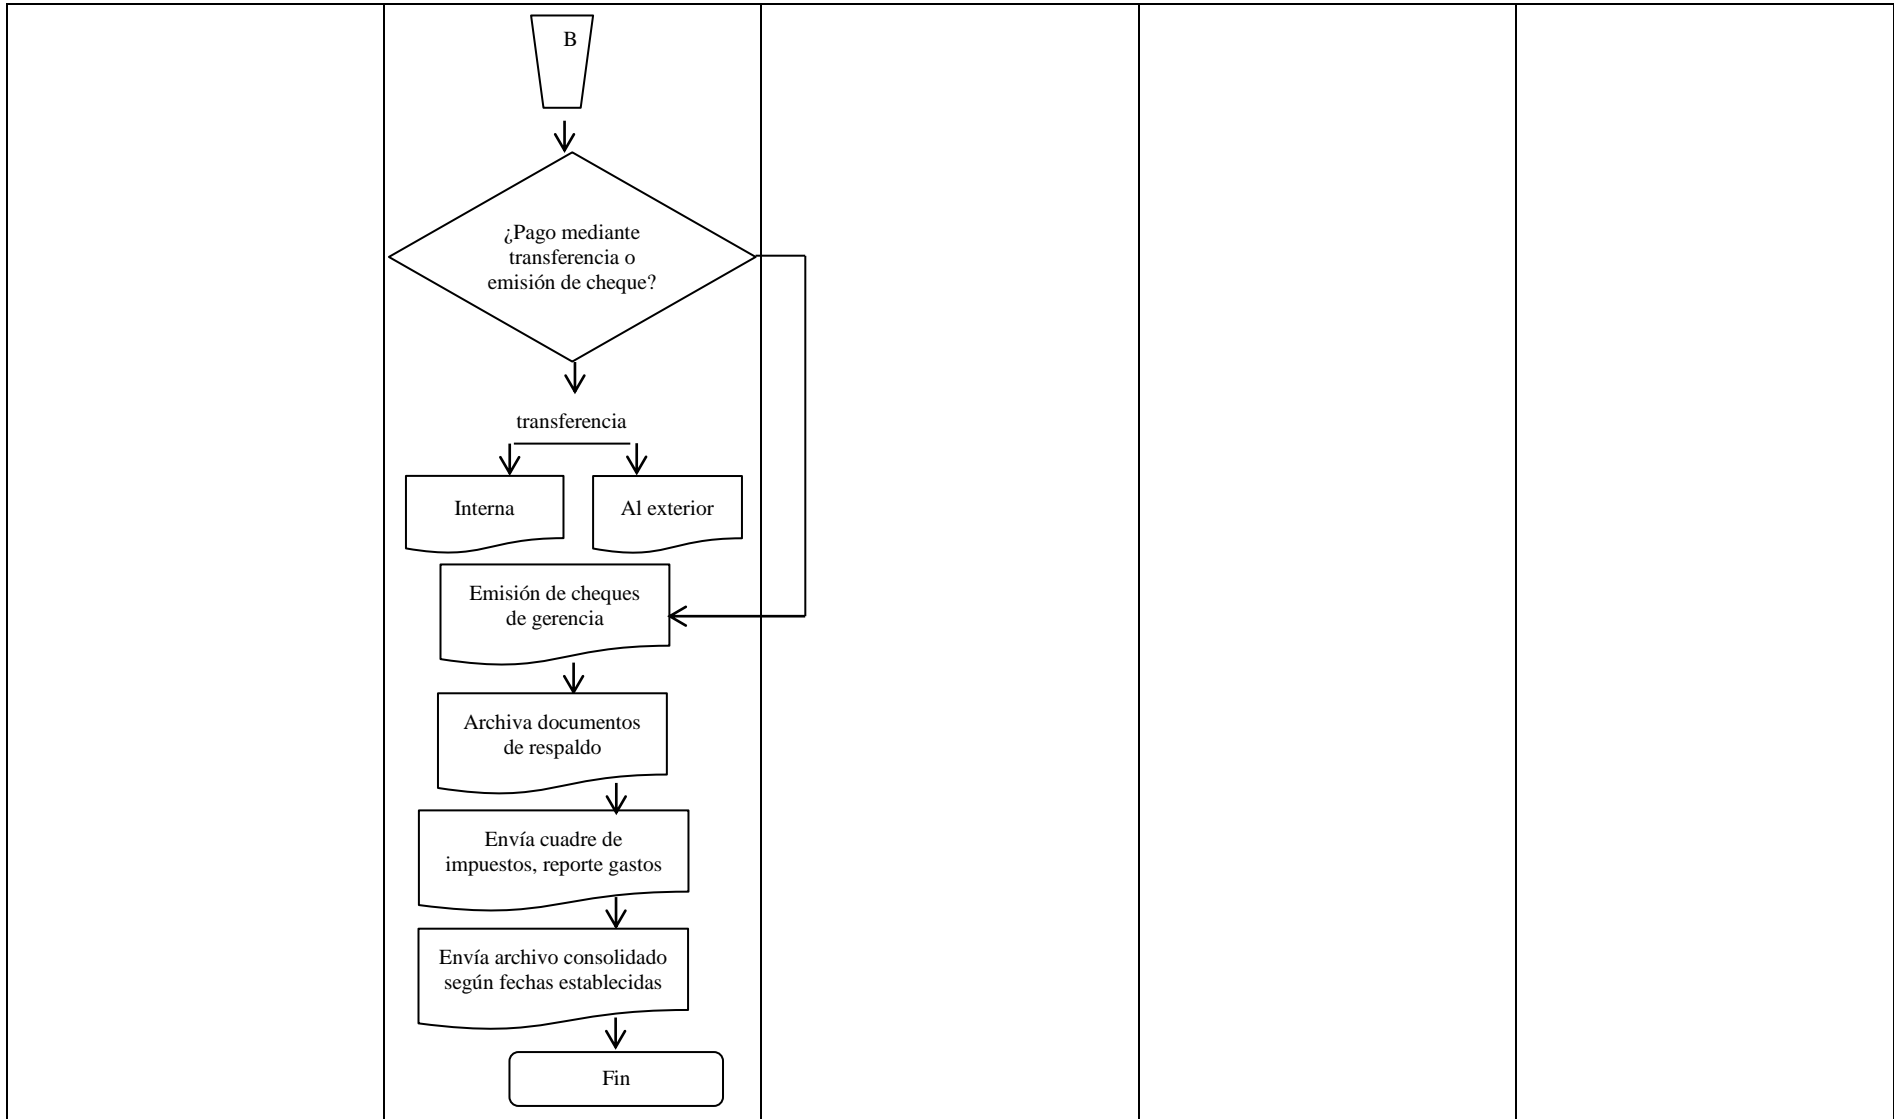 B
¿Pago mediante
transferencia o
emisión de cheque?
transferencia
Interna
Al exterior
Emisión de cheques
de gerencia
Archiva documentos
de respaldo
Envía cuadre de
impuestos, reporte gastos
Envía archivo consolidado
según fechas establecidas
Fin